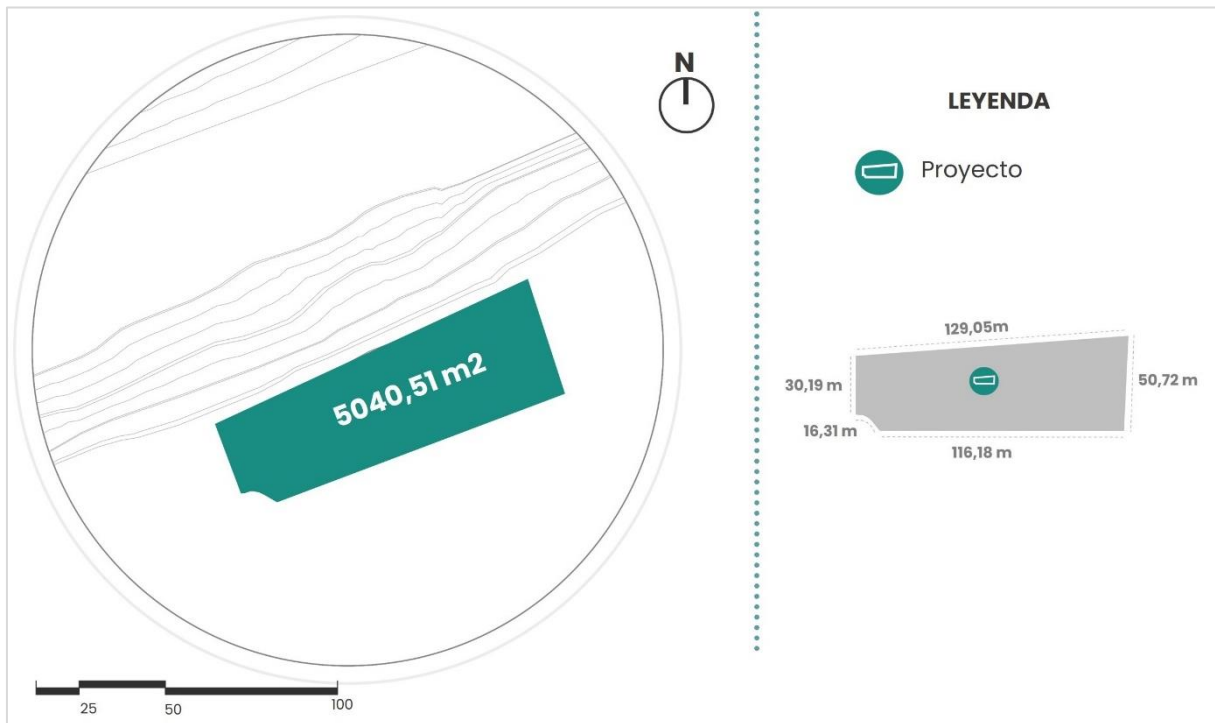 N
LEYENDA
Proyecto
5040,51 m2
129,05m
30,19 m
50,72 m
16,31 m
116,18 m
25
50
100